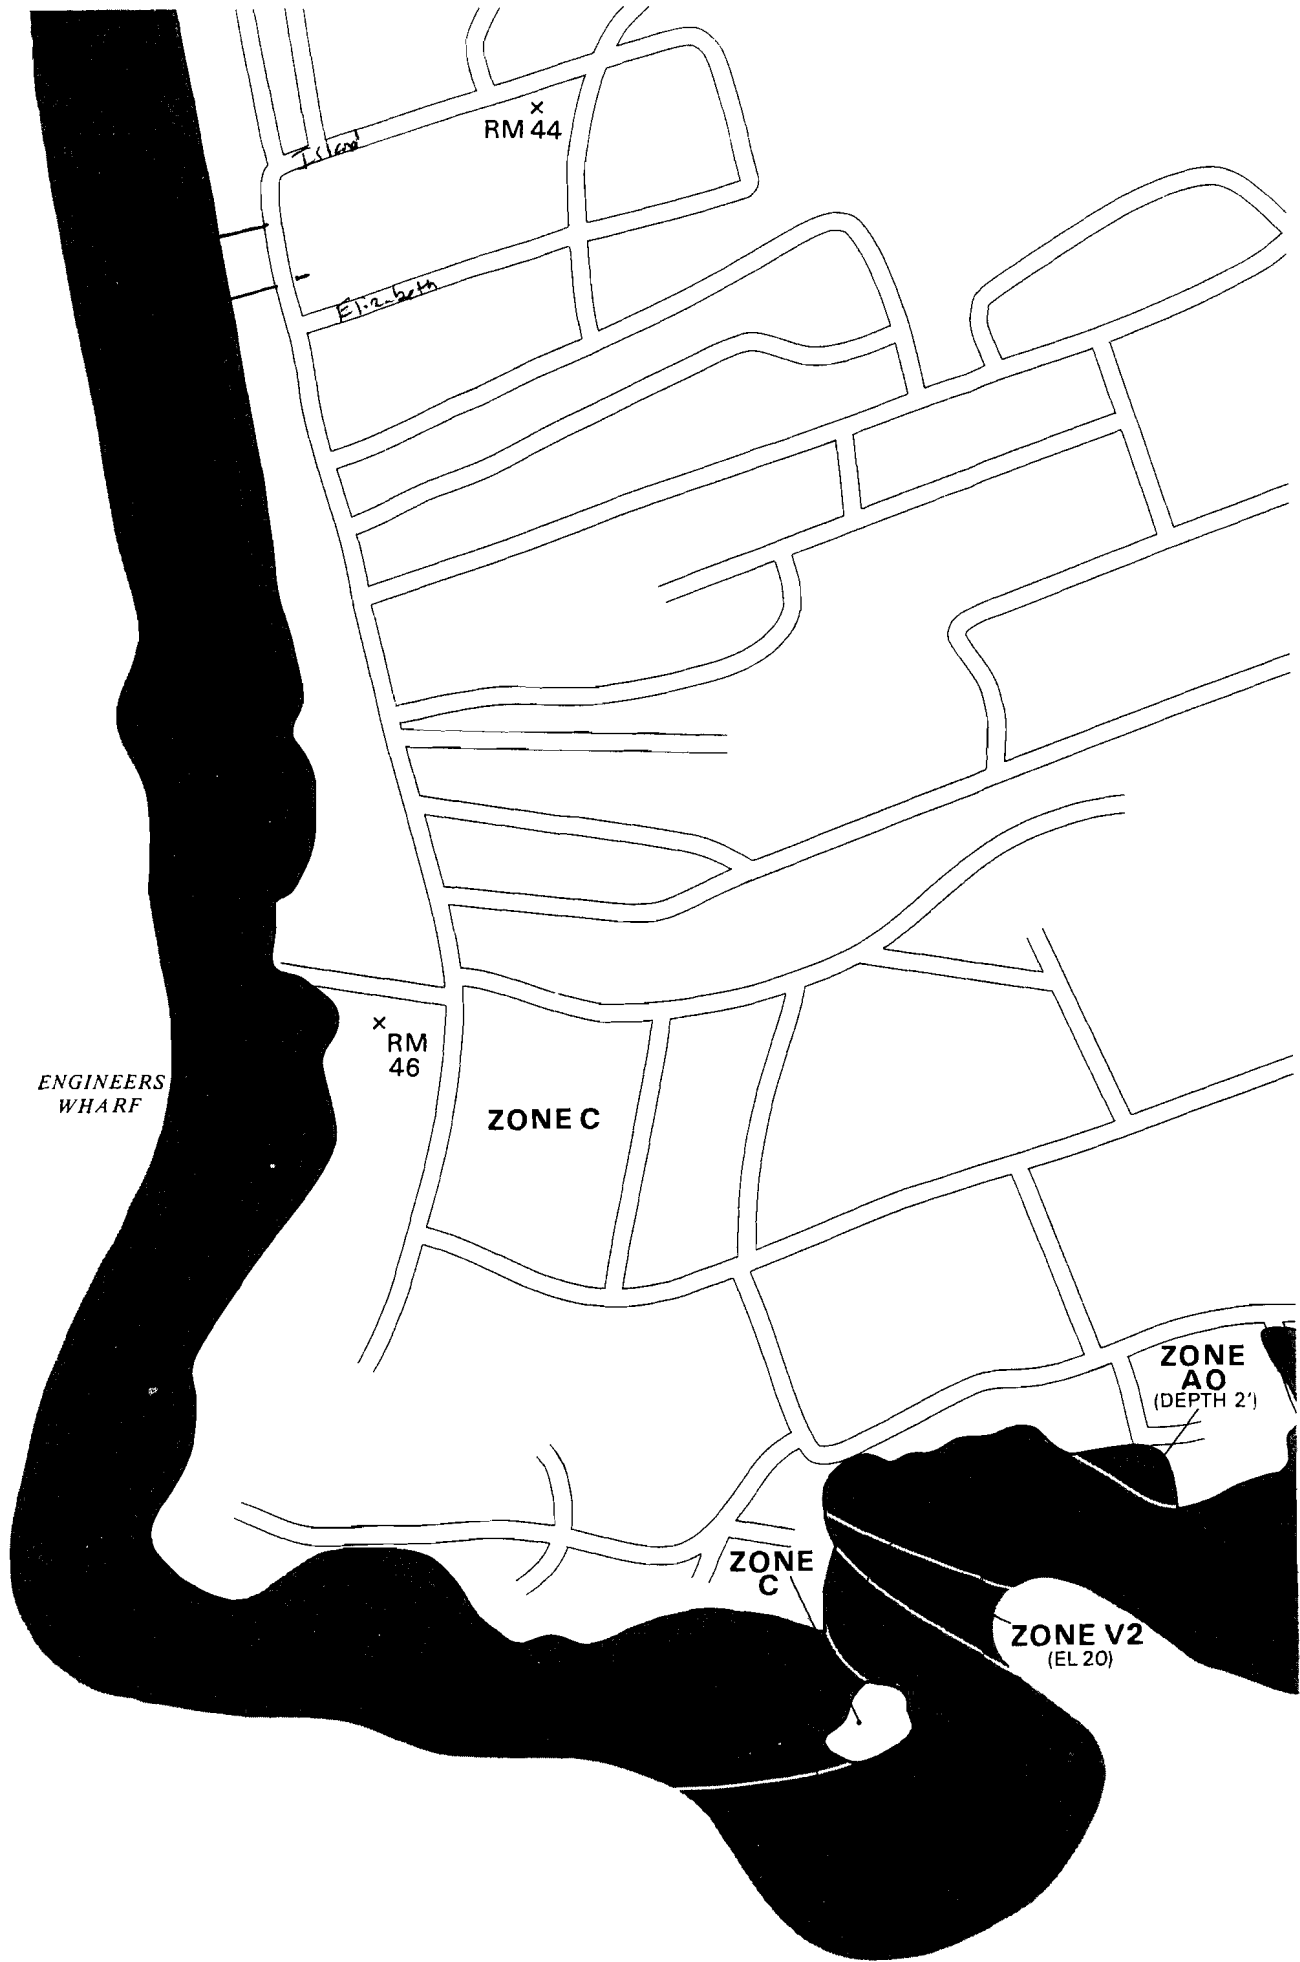 RM 44
Island
Elizabeth
ENGINEERS
WHARF
RM
46
ZONE C
ZONE
AO
(DEPTH 2')
ZONE
C
ZONE V2
(EL 20)